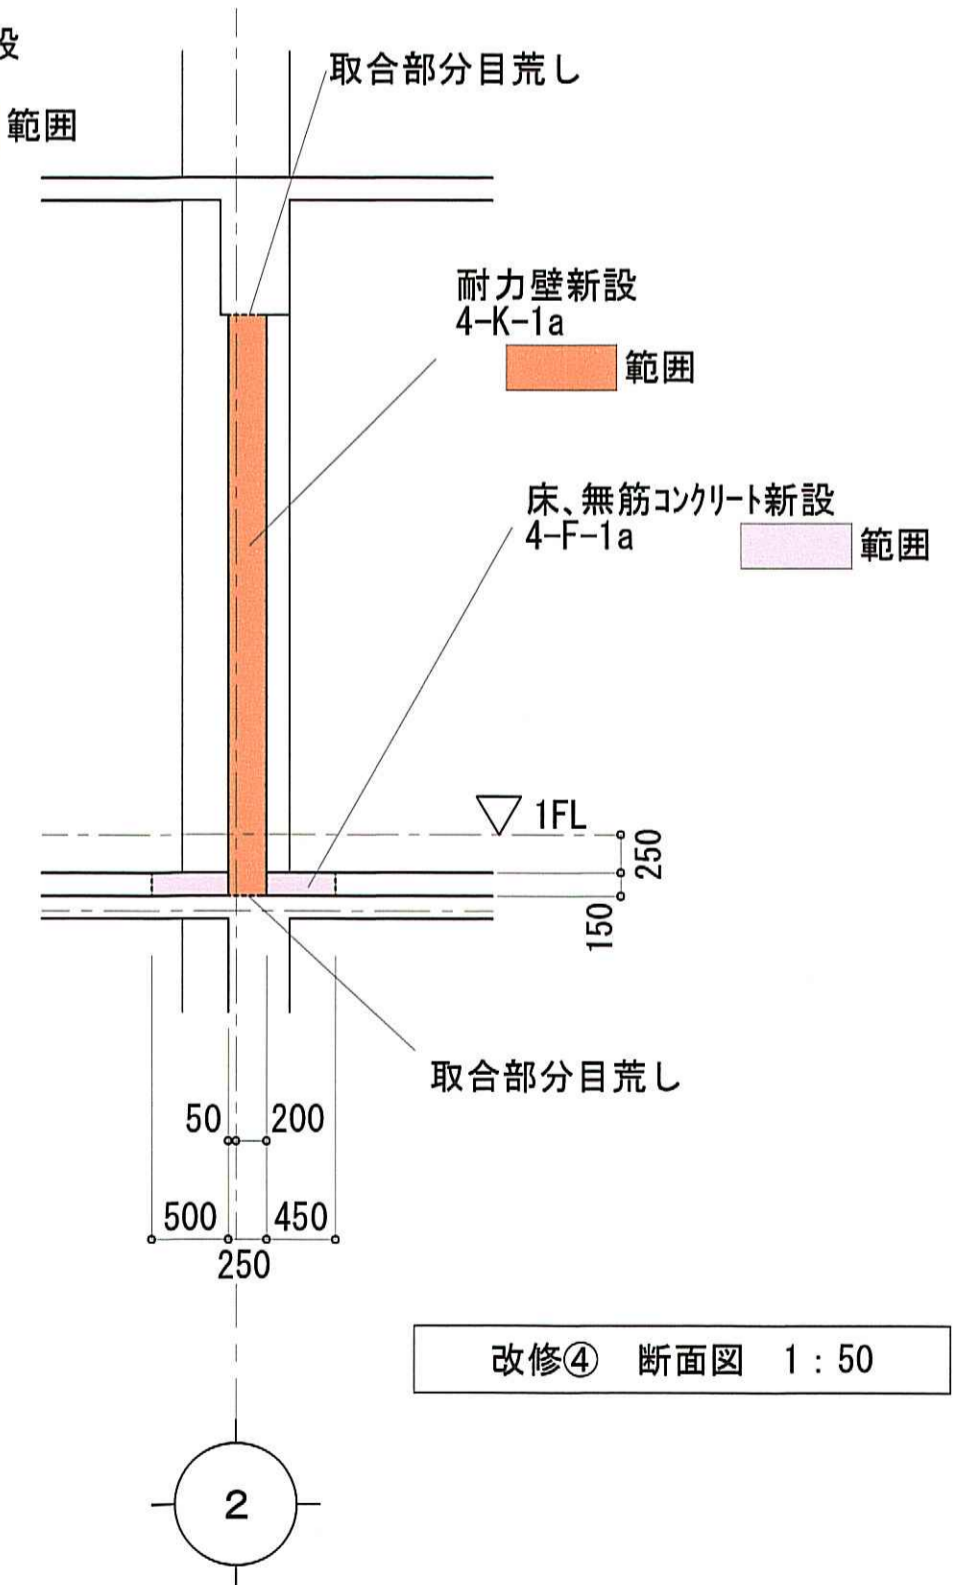 設
範囲
取合部分目荒し
耐力壁新設
4-K-1a
範囲
床、無筋コンクリート新設
4-F-1a
範囲
1FL
250
150
取合部分目荒し
50
200
500
450
250
改修④　断面図　1：50
2